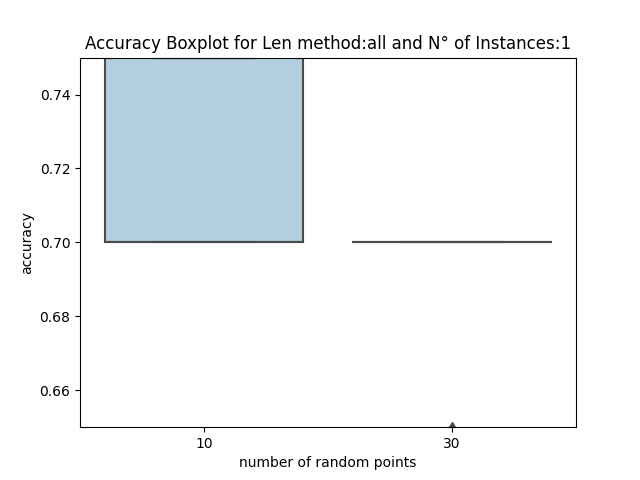 Accuracy Boxplot for Len method:all and N° of Instances:1
0.74
0.72
0.70
0.68
0.66
accuracy
10 30
number of random points